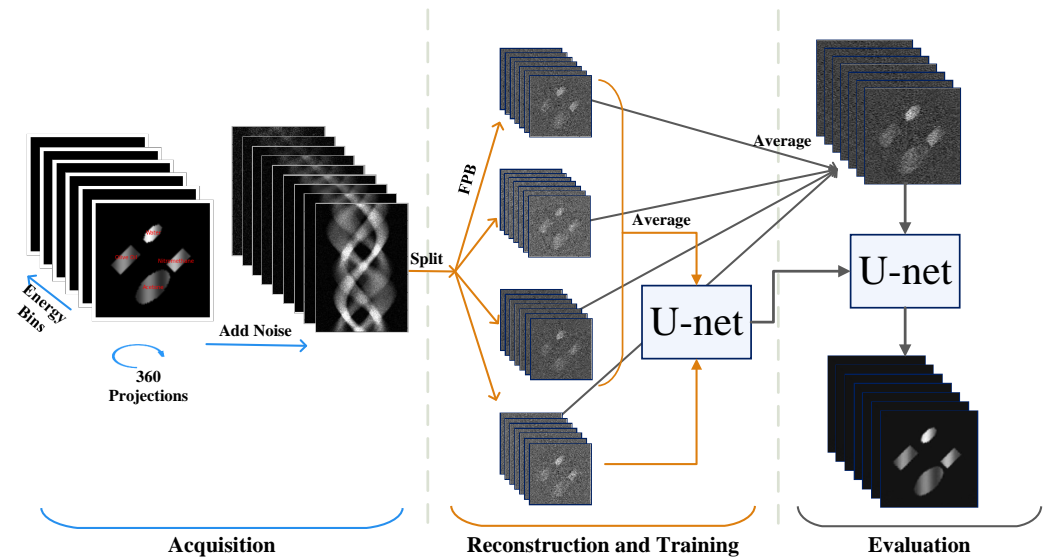 Energy
Bins
360
Projections
Add Noise
Split
FPB
Average
Average
U-net
U-net
Acquisition
Reconstruction and Training
Evaluation